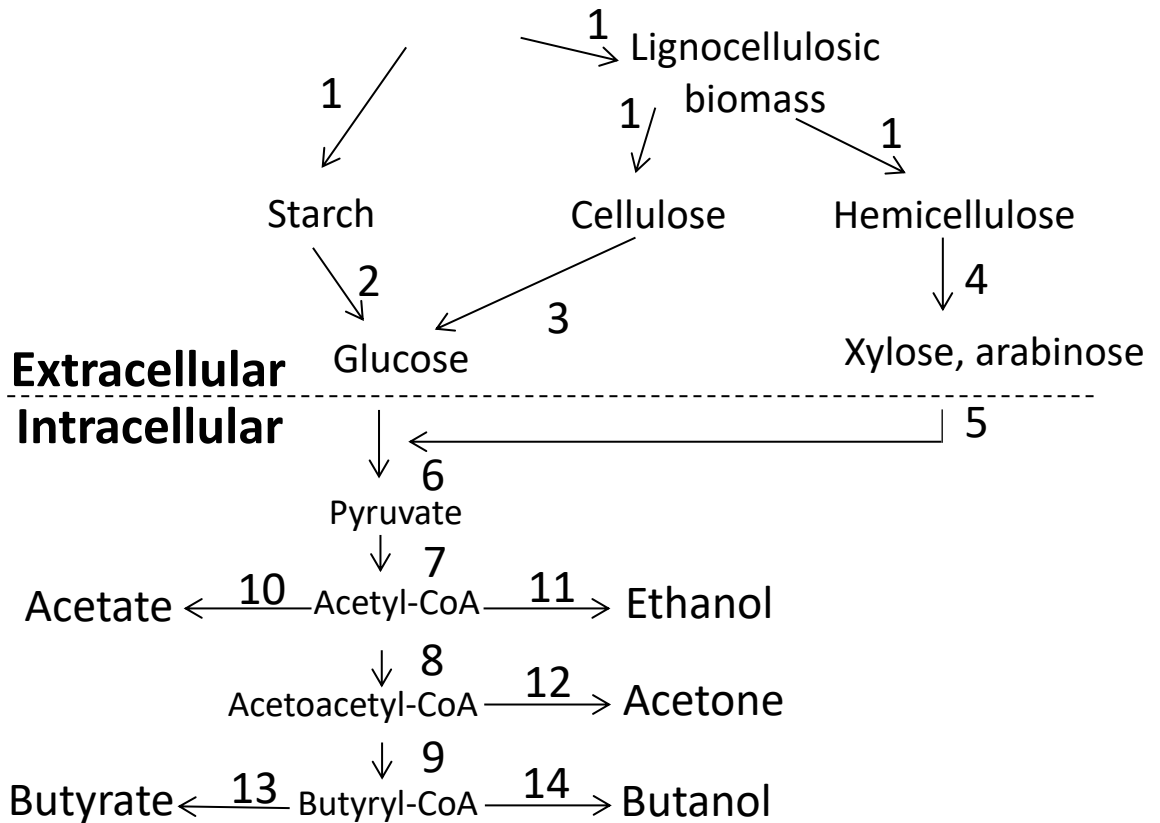 1
Lignocellulosic
biomass
1
1
1
Starch
Cellulose
Hemicellulose
2
3
4
Glucose
Xylose, arabinose
Extracellular
Intracellular
5
6
Pyruvate
7
Acetate
10
Acetyl-CoA
11
Ethanol
8
Acetoacetyl-CoA
12
Acetone
9
Butyrate
13
Butyryl-CoA
14
Butanol